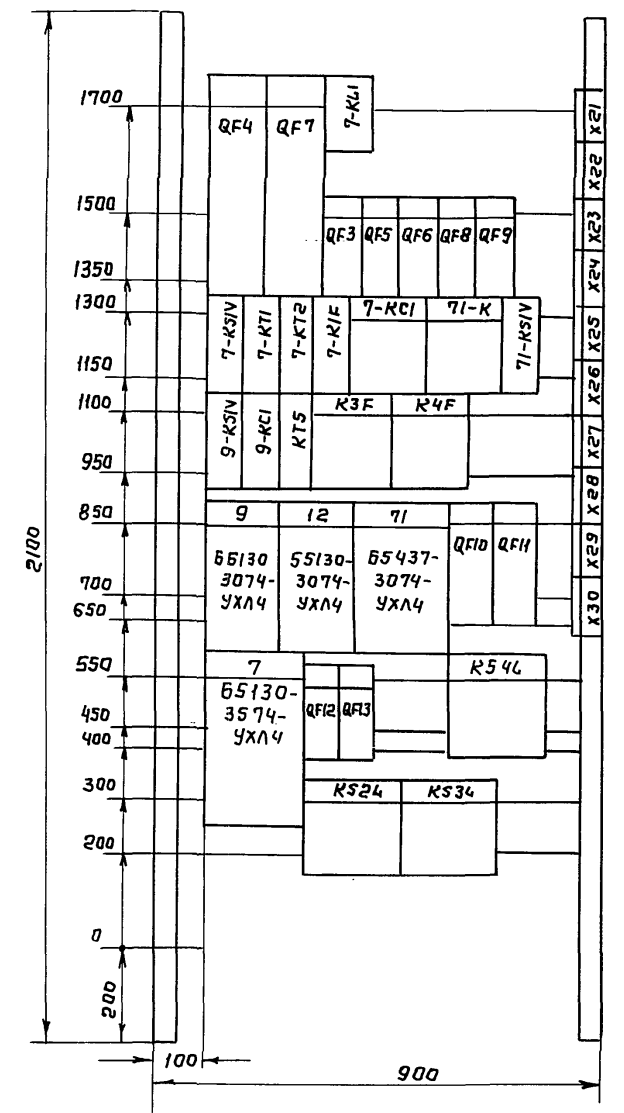 1700
QF4
QF7
7-KL1
X21
X22
1500
QF3
QF5
QF6
QF8
QF9
X23
X24
1350
1300
7-KSIV
7-KT1
7-KT2
7-K1F
7-KC1
71-K
71-KSIV
X25
1150
X26
1100
9-KSIV
9-KC1
KT5
K3F
K4F
X27
950
X28
850
9
12
71
QF10
QF11
X29
Б5130
3074-
УХЛ4
55130-
3074-
УХЛ4
Б5437-
3074-
УХЛ4
2100
700
650
X30
550
7
Б5130-
3574-
УХЛ4
QF12
QF13
K54L
450
400
300
KS24
KS34
200
0
200
100
900